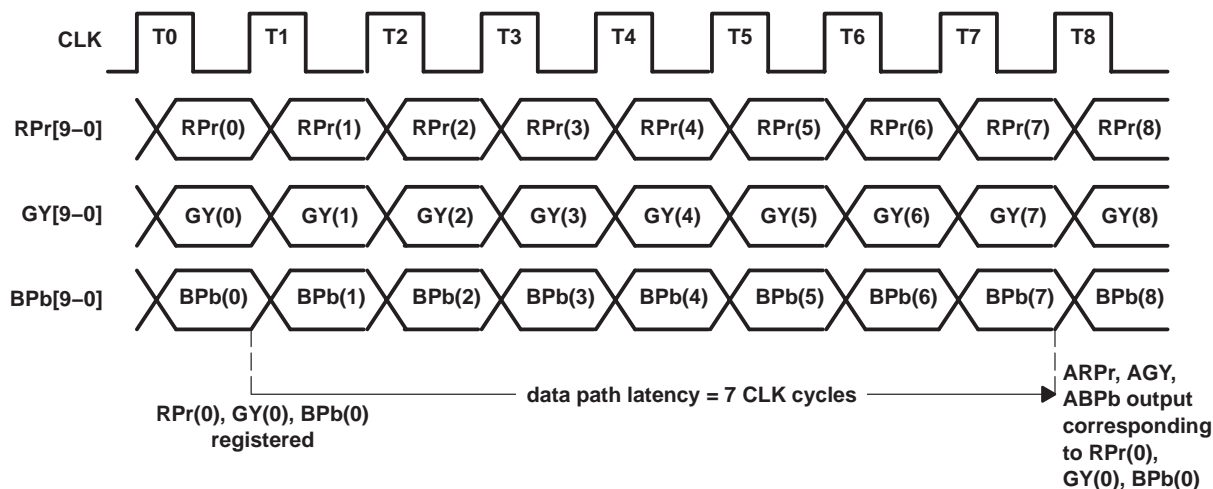 CLK T0 T1 T2 T3 T4 T5 T6 T7 T8
RPr[9–0] RPr(0) RPr(1) RPr(2) RPr(3) RPr(4) RPr(5) RPr(6) RPr(7) RPr(8)
GY[9–0] GY(0) GY(1) GY(2) GY(3) GY(4) GY(5) GY(6) GY(7) GY(8)
BPb[9–0] BPb(0) BPb(1) BPb(2) BPb(3) BPb(4) BPb(5) BPb(6) BPb(7) BPb(8)
RPr(0), GY(0), BPb(0)
registered
data path latency = 7 CLK cycles
ARPr, AGY,
ABPb output
corresponding
to RPr(0),
GY(0), BPb(0)